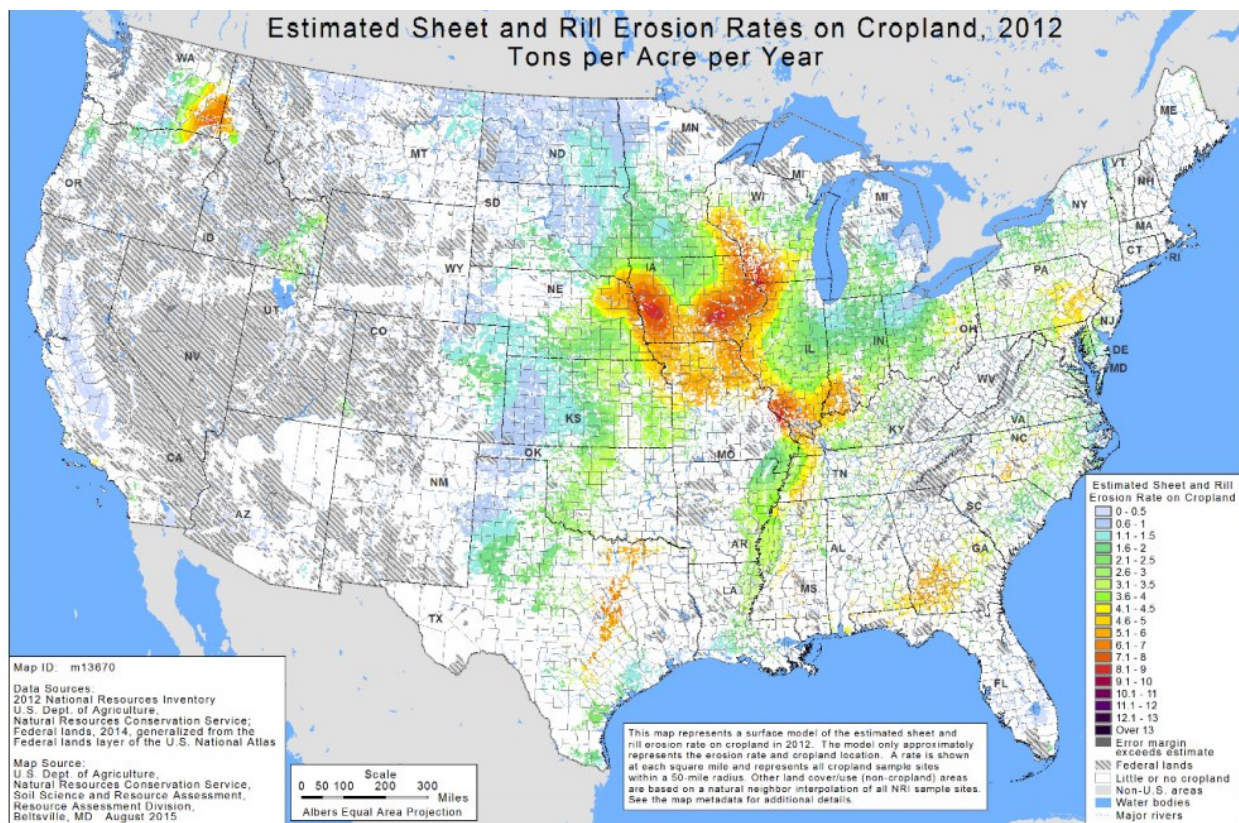 Estimated Sheet and Rill Erosion Rates on Cropland, 2012
Tons per Acre per Year
WA
MT
ND
MN
ME
OR
ID
SD
WI
MI
MI
VT
NH
NY
MA
CT
RI
WY
IA
NE
PA
NJ
NV
UT
CO
IL
IN
OH
DE
MD
WV
VA
KS
MO
KY
NC
CA
AZ
NM
OK
TN
SC
AR
AL
GA
MS
LA
TX
FL
Estimated Sheet and Rill
Erosion Rate on Cropland
0 - 0.5
0.6 - 1
1.1 - 1.5
1.6 - 2
2.1 - 2.5
2.6 - 3
3.1 - 3.5
3.6 - 4
4.1 - 4.5
4.6 - 5
5.1 - 6
6.1 - 7
7.1 - 8
8.1 - 9
9.1 - 10
10.1 - 11
11.1 - 12
12.1 - 13
Over 13
Error margin
exceeds estimate
Federal lands
Little or no cropland
Non-U.S. areas
Water bodies
Major rivers
Map ID: m13670
Data Sources:
2012 National Resources Inventory
U.S. Dept. of Agriculture,
Natural Resources Conservation Service;
Federal lands, 2014, generalized from the
Federal lands layer of the U.S. National Atlas
Map Source:
U.S. Dept. of Agriculture,
Natural Resources Conservation Service,
Soil Science and Resource Assessment,
Resource Assessment Division,
Beltsville, MD August 2015
Scale
0 50 100 200 300
Miles
Albers Equal Area Projection
This map represents a surface model of the estimated sheet and
rill erosion rate on cropland in 2012. The model only approximately
represents the erosion rate and cropland location. A rate is shown
at each square mile and represents all cropland sample sites
within a 50-mile radius. Other land cover/use (non-cropland) areas
are based on a natural neighbor interpolation of all NRI sample sites.
See the map metadata for additional details.